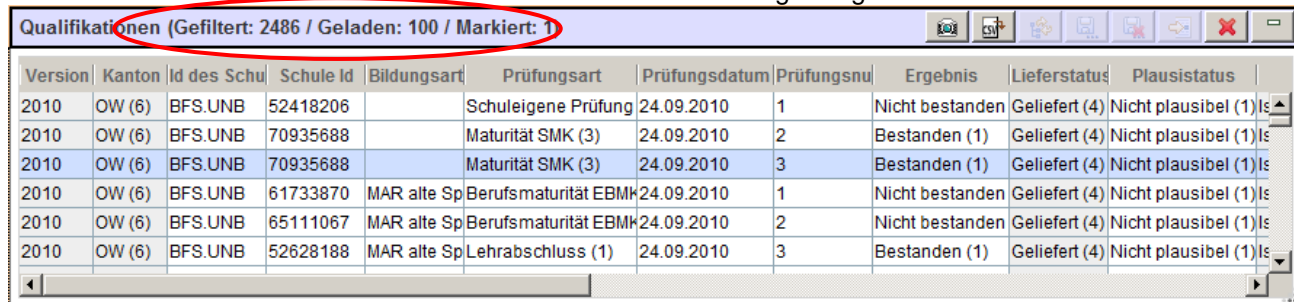 Qualifikationen (Gefiltert: 2486 / Geladen: 100 / Markiert: 1) CSV
Version Kanton Id des Schu Schule Id Bildungsart Prüfungsart Prüfungsdatum Prüfungsnu Ergebnis Lieferstatus Plausistatus
2010 OW (6) BFS.UNB 52418206 Schuleigene Prüfung 24.09.2010 1 Nicht bestanden Geliefert (4) Nicht plausibel (1) Is
2010 OW (6) BFS.UNB 70935688 Maturität SMK (3) 24.09.2010 2 Bestanden (1) Geliefert (4) Nicht plausibel (1) Is
2010 OW (6) BFS.UNB 70935688 Maturität SMK (3) 24.09.2010 3 Bestanden (1) Geliefert (4) Nicht plausibel (1) Is
2010 OW (6) BFS.UNB 61733870 MAR alte Sp Berufsmaturität EBMK 24.09.2010 1 Nicht bestanden Geliefert (4) Nicht plausibel (1) Is
2010 OW (6) BFS.UNB 65111067 MAR alte Sp Berufsmaturität EBMK 24.09.2010 2 Nicht bestanden Geliefert (4) Nicht plausibel (1) Is
2010 OW (6) BFS.UNB 52628188 MAR alte Sp Lehrabschluss (1) 24.09.2010 3 Bestanden (1) Geliefert (4) Nicht plausibel (1) Is